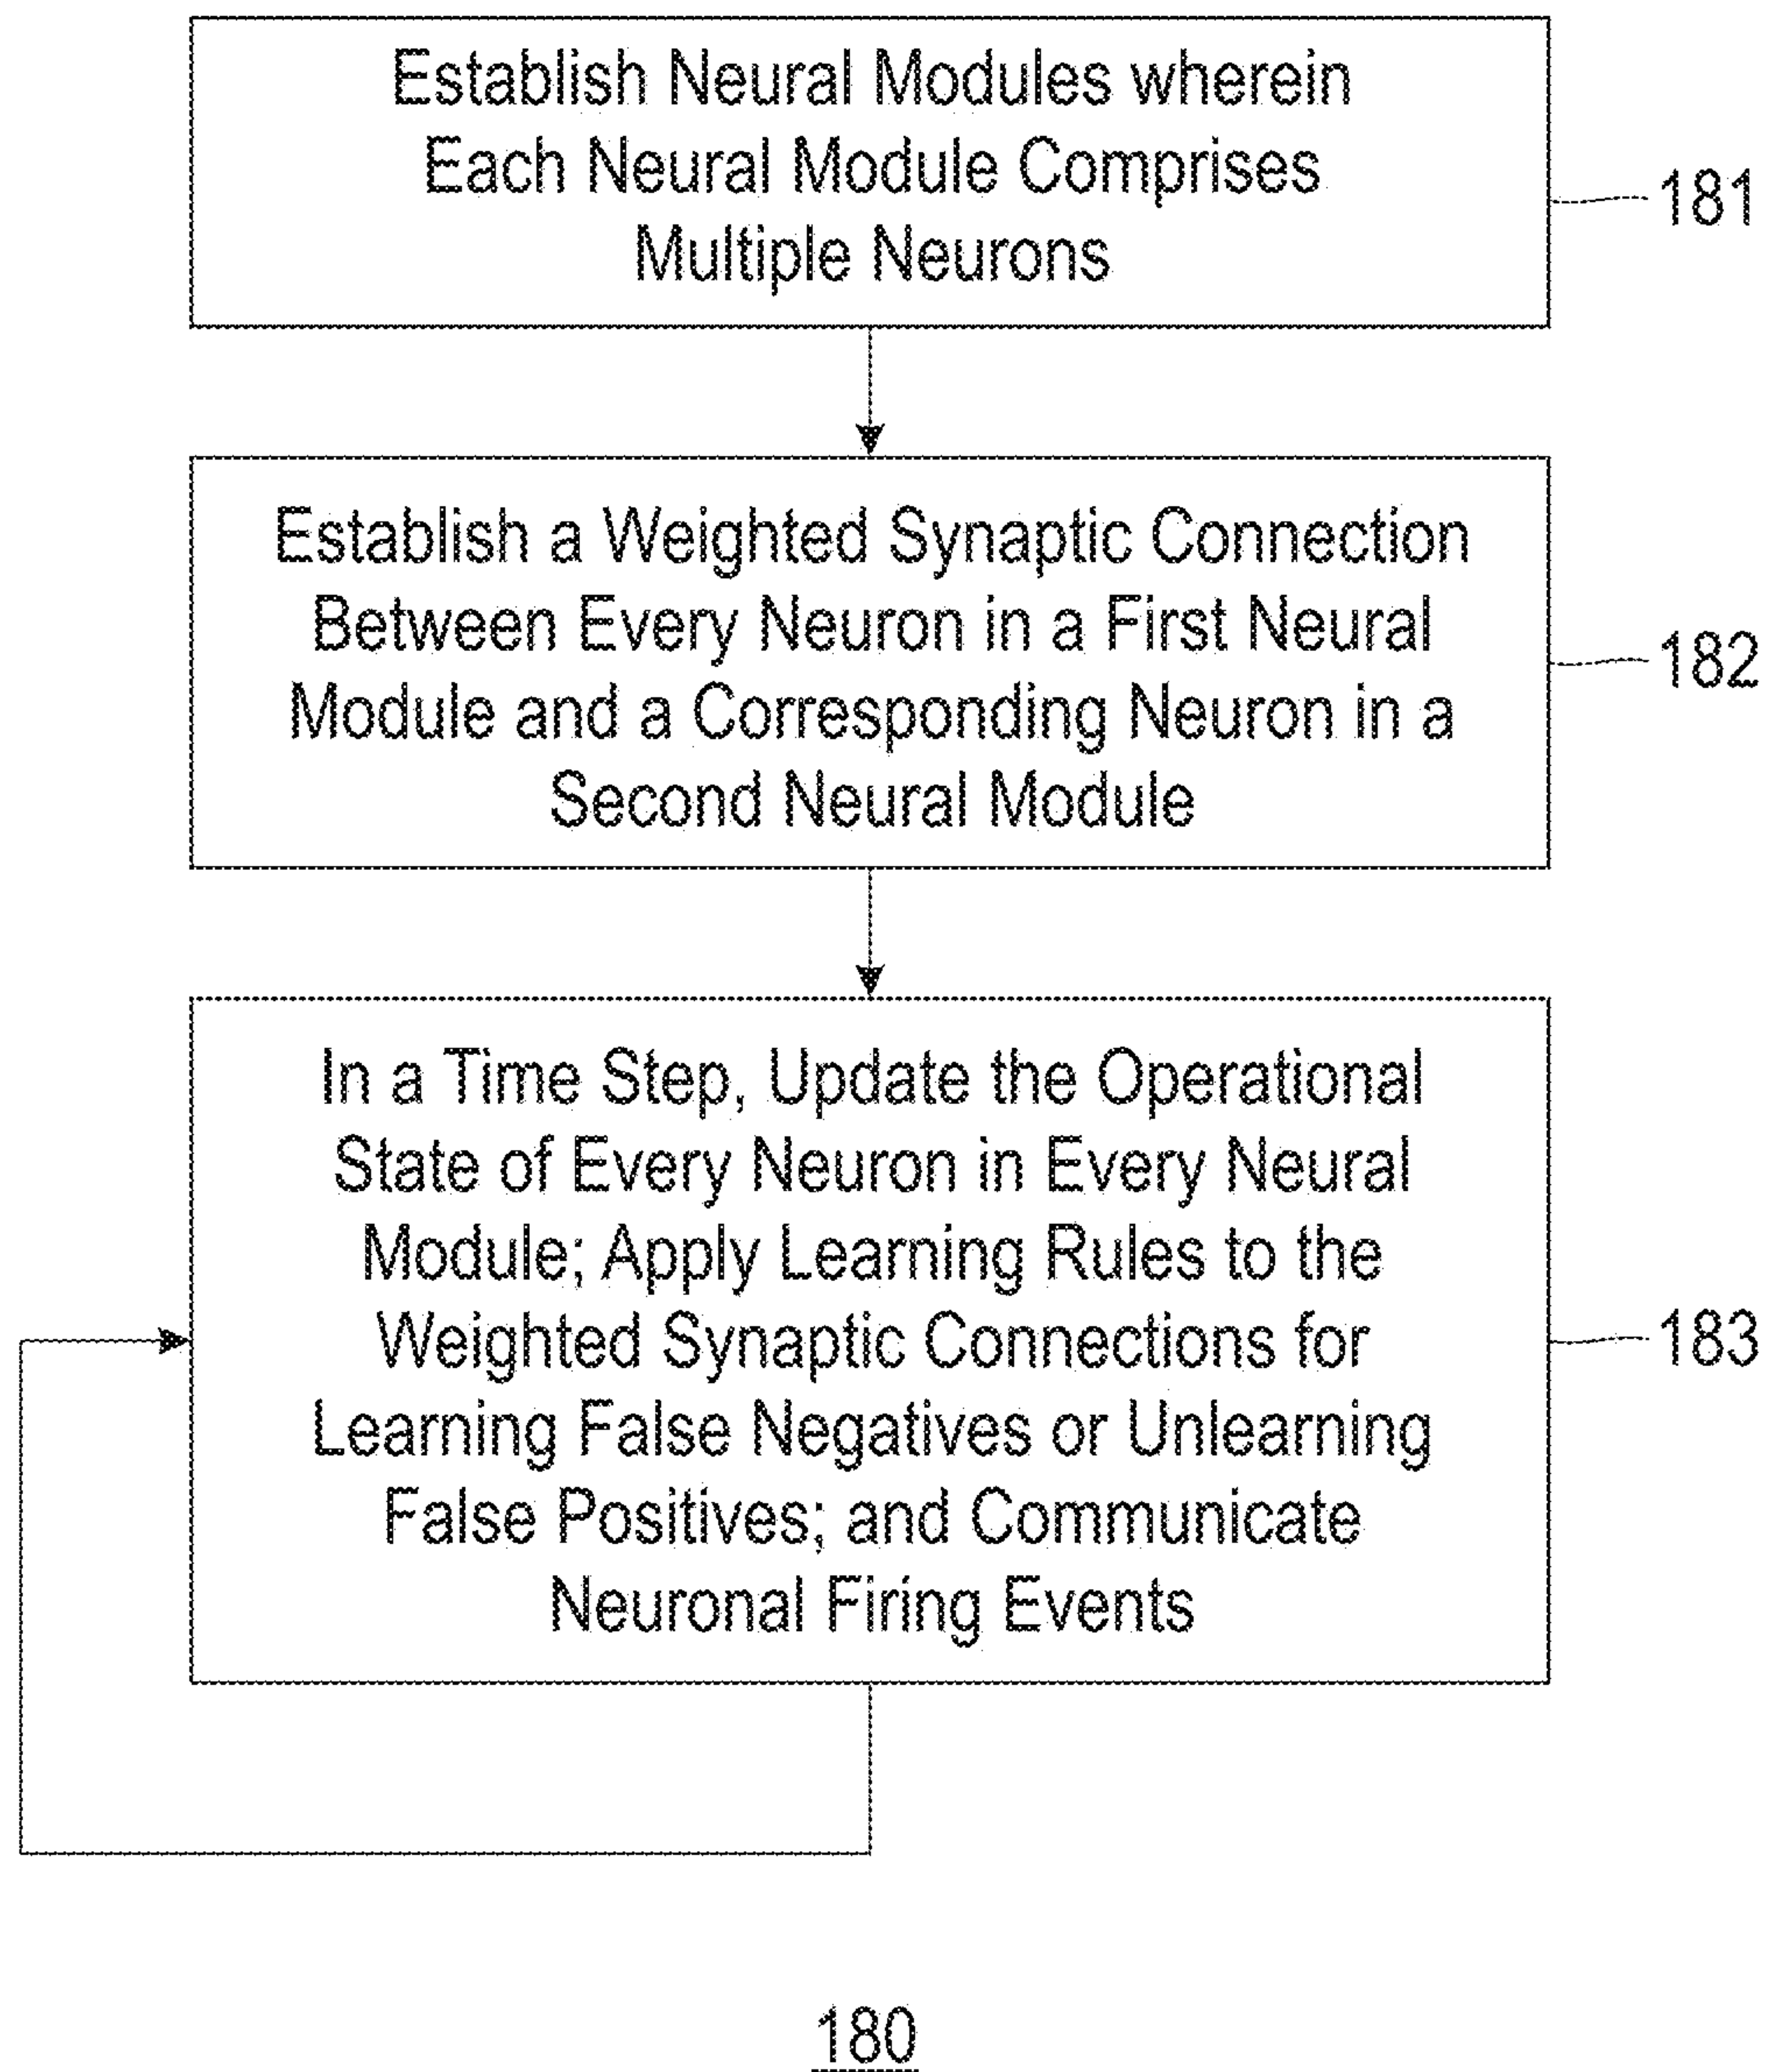 Establish Neural Modules wherein
Each Neural Module Comprises
Multiple Neurons
181
Establish a Weighted Synaptic Connection
Between Every Neuron in a First Neural
Module and a Corresponding Neuron in a
Second Neural Module
182
In a Time Step, Update the Operational
State of Every Neuron in Every Neural
Module; Apply Learning Rules to the
Weighted Synaptic Connections for
Learning False Negatives or Unlearning
False Positives; and Communicate
Neuronal Firing Events
183
180